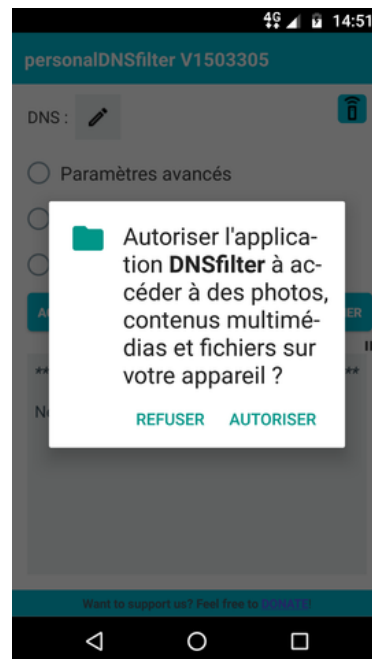 4G 14:51
personalDNSfilter V1503305
DNS :
Paramètres avancés
Autoriser l'applica-
tion DNSfilter à ac-
céder à des photos,
contenus multimé-
dias et fichiers sur
votre appareil ?
REFUSER AUTORISER
Want to support us? Feel free to DONATE!